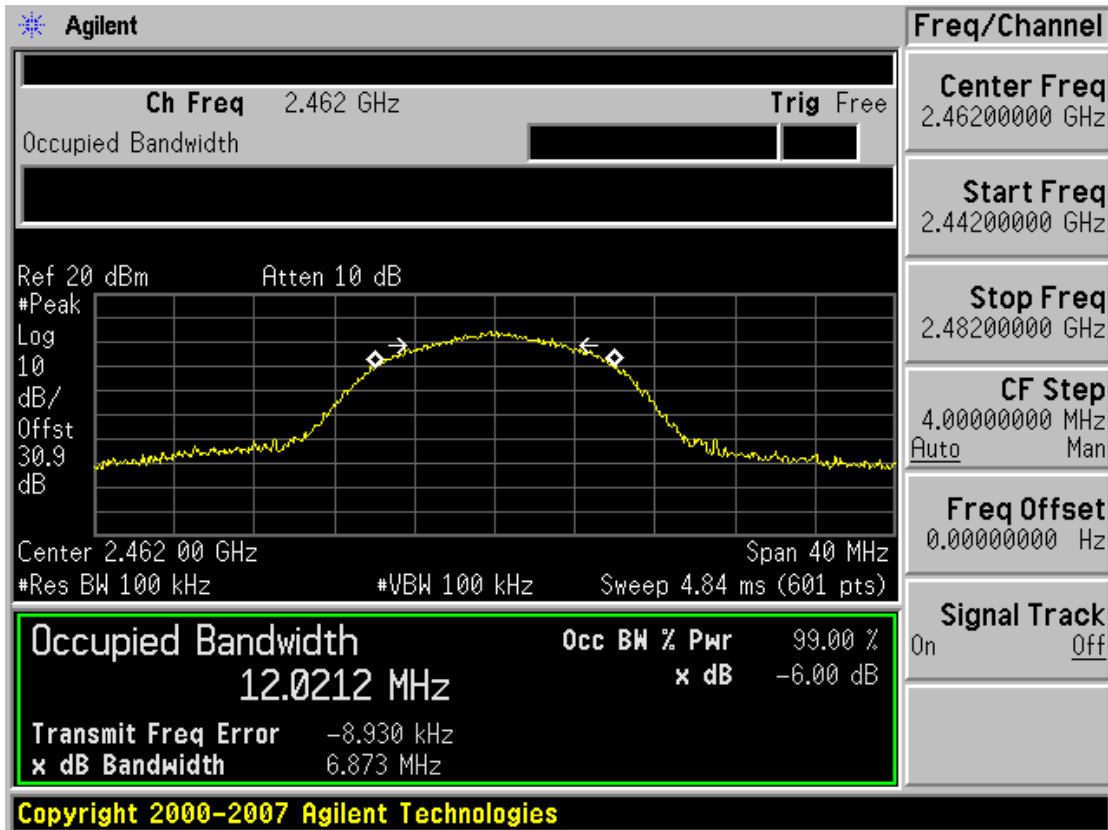 Agilent
Freq/Channel
Ch Freq 2.462 GHz Trig Free
Occupied Bandwidth
Center Freq
2.46200000 GHz
Start Freq
2.44200000 GHz
Stop Freq
2.48200000 GHz
CF Step
4.00000000 MHz
Auto Man
Freq Offset
0.00000000 Hz
Signal Track
On Off
Ref 20 dBm Atten 10 dB
#Peak
Log
10
dB/
Offst
30.9
dB
Center 2.462 00 GHz Span 40 MHz
#Res BW 100 kHz #VBW 100 kHz Sweep 4.84 ms (601 pts)
Occupied Bandwidth
12.0212 MHz
Occ BW % Pwr 99.00 %
x dB -6.00 dB
Transmit Freq Error -8.930 kHz
x dB Bandwidth 6.873 MHz
Copyright 2000-2007 Agilent Technologies